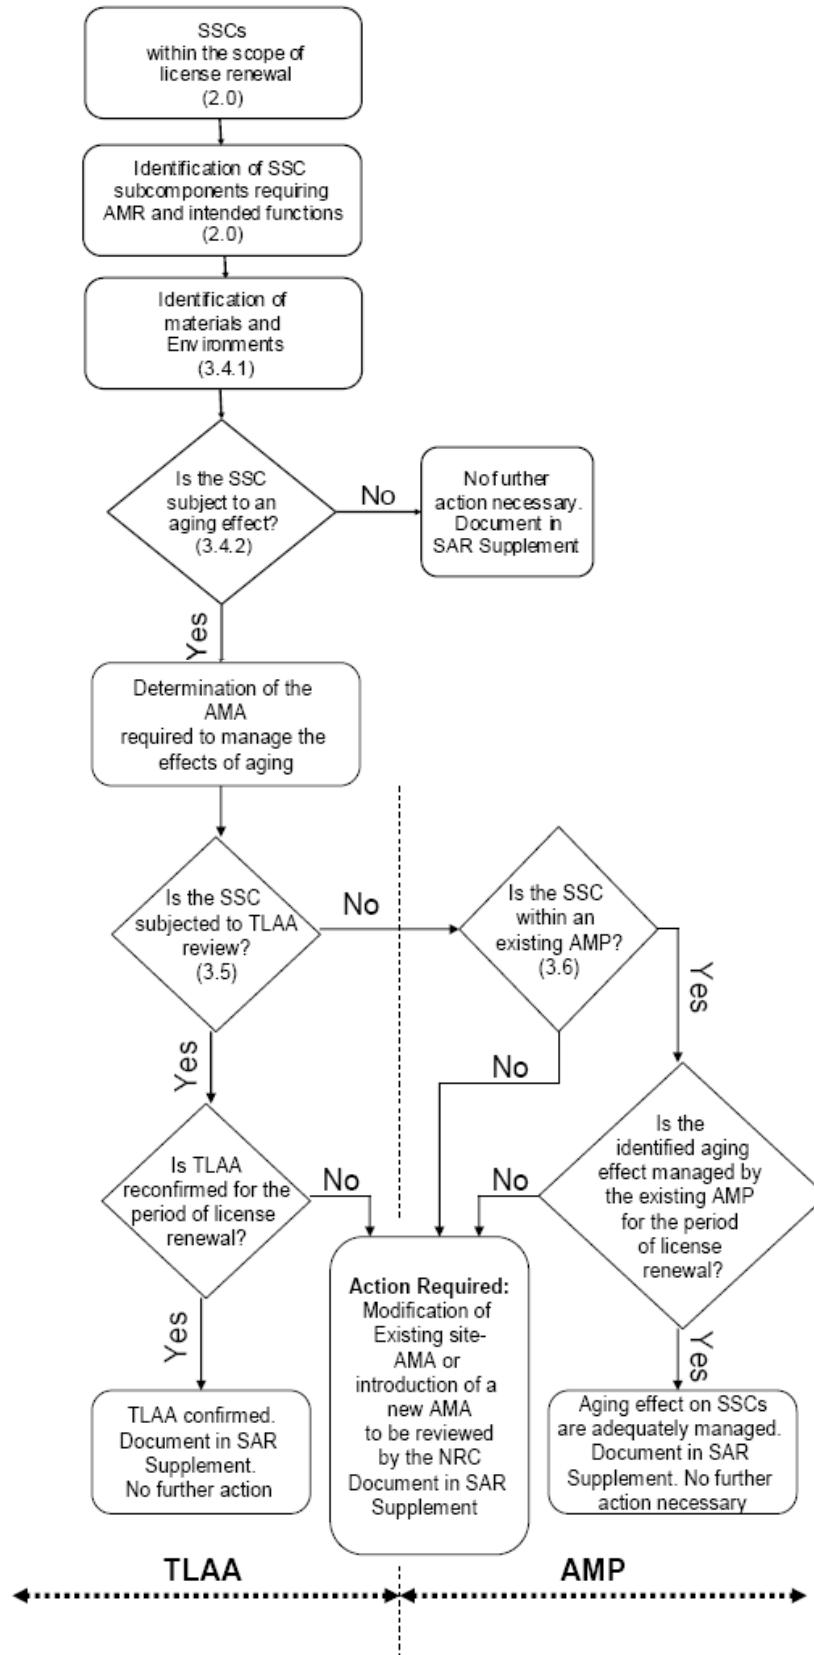 SSCs
within the scope of
license renewal
(2.0)
Identification of SSC
subcomponents requiring
AMR and intended functions
(2.0)
Identification of
materials and
Environments
(3.4.1)
Is the SSC
subject to an
aging effect?
(3.4.2)
No
No further
action necessary.
Document in
SAR Supplement
Yes
Determination of the
AMA
required to manage the
effects of aging
Is the SSC
subjected to TLAA
review?
(3.5)
No
Is the SSC
within an
existing AMP?
(3.6)
Yes
No
Yes
Is TLAA
reconfirmed for the
period of license
renewal?
No
Is the
identified aging
effect managed by
the existing AMP
for the period
of license
renewal?
No
Yes
TLAA confirmed.
Document in SAR
Supplement.
No further action
Action Required:
Modification of
Existing site-
AMA or
introduction of a
new AMA
to be reviewed
by the NRC
Document in SAR
Supplement
Yes
Aging effect on SSCs
are adequately managed.
Document in SAR
Supplement. No further
action necessary
TLAA
AMP